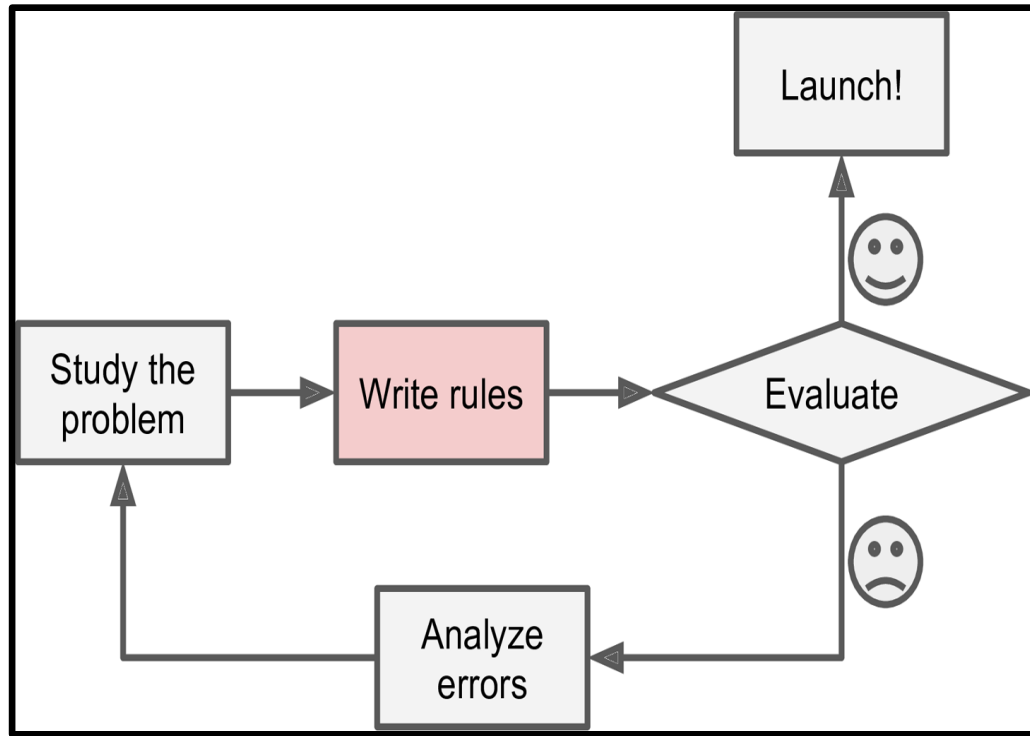 Launch!
Study the
problem
Write rules
Evaluate
Analyze
errors